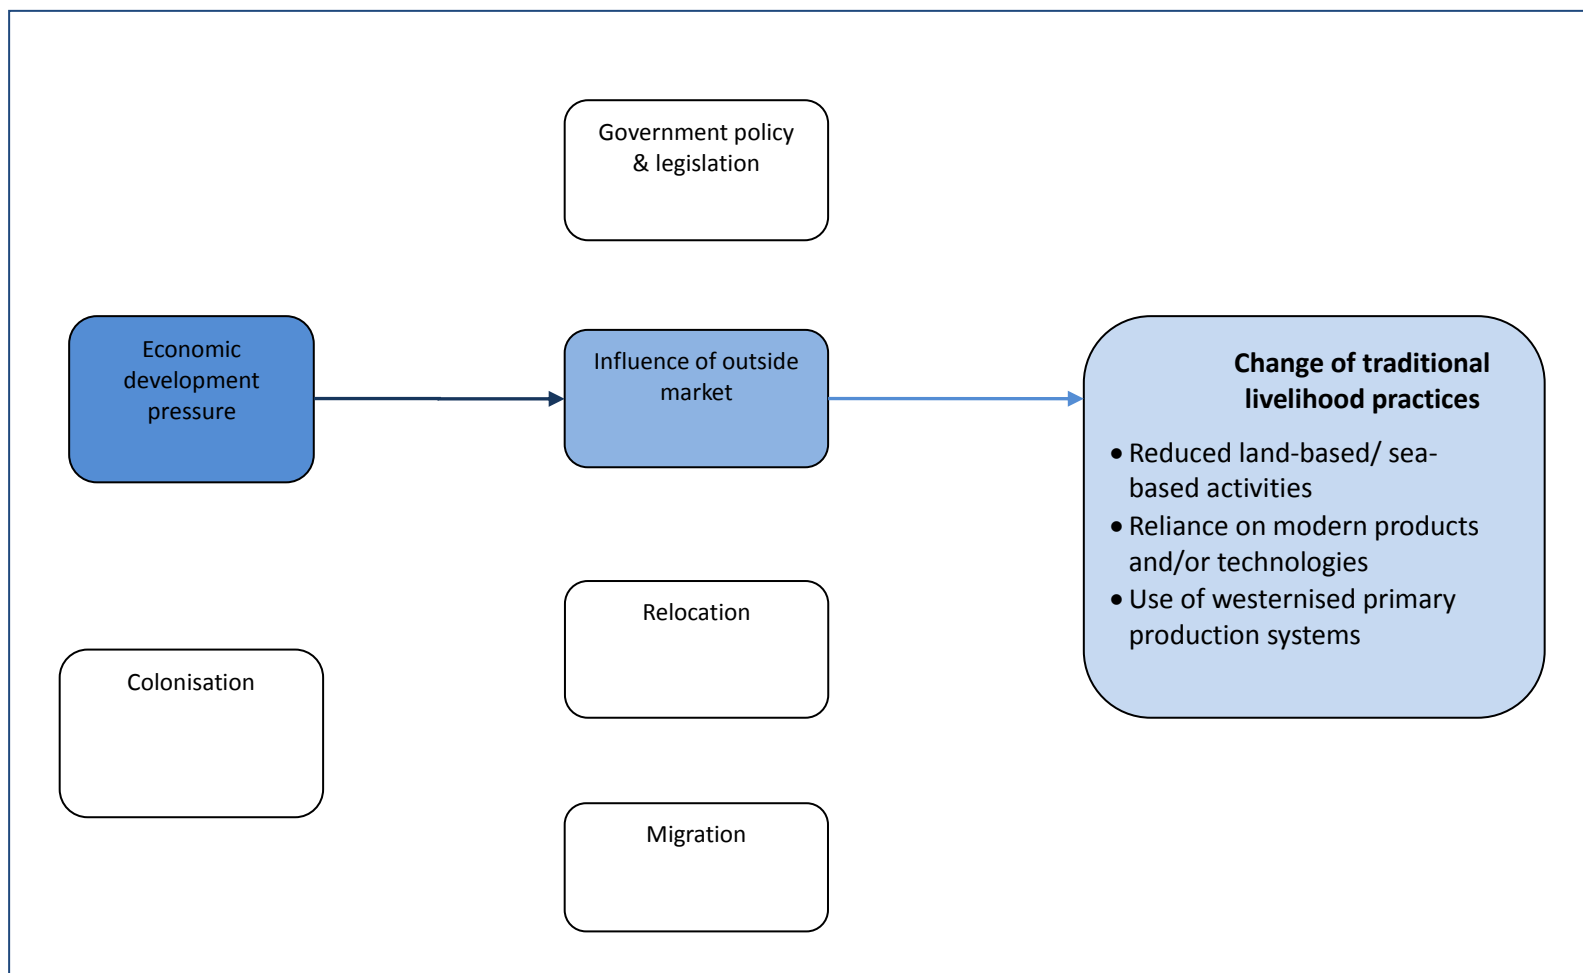 Government policy
& legislation
Economic
development
pressure
Influence of outside
market
Change of traditional
livelihood practices
• Reduced land-based/ sea-
based activities
• Reliance on modern products
and/or technologies
• Use of westernised primary
production systems
Relocation
Colonisation
Migration